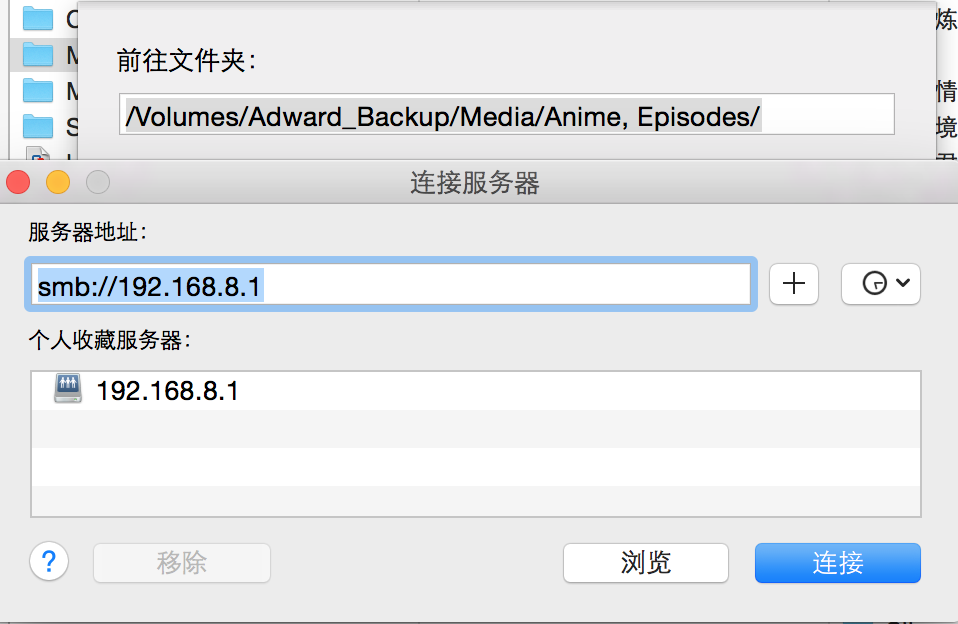 C
炼
M
前往文件夹：
M
情
/Volumes/Adward_Backup/Media/Anime, Episodes/
S
境
连接服务器
服务器地址：
smb://192.168.8.1
个人收藏服务器：
192.168.8.1
?
移除
浏览
连接